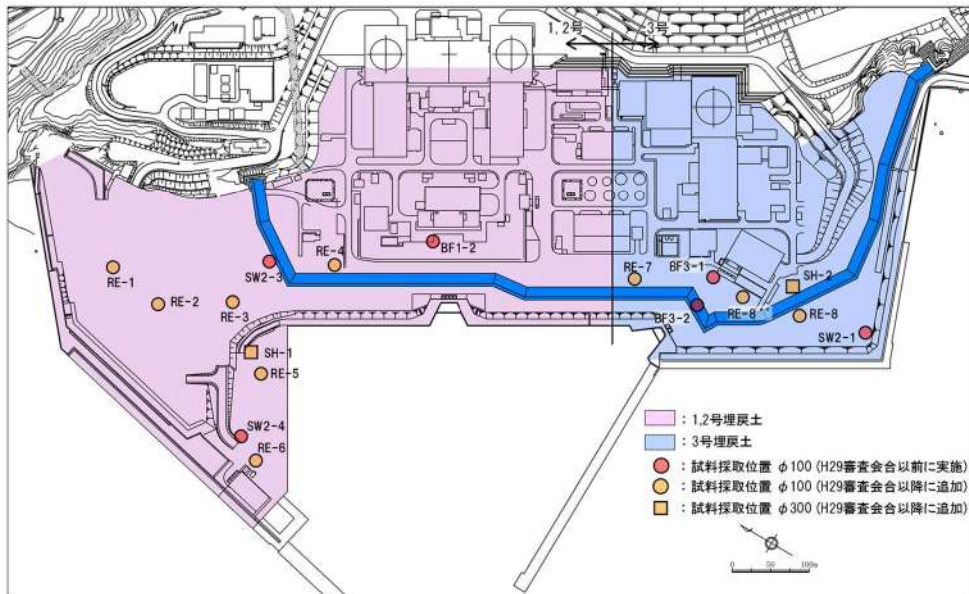 1,2号
3号
RE-1
RE-2
RE-3
SW2-3
RE-4
BF1-2
RE-7
BF3-1
SH-2
BF3-2
RE-8''
RE-8
SW2-1
SH-1
RE-5
SW2-4
RE-6
：1,2号埋戻土
：3号埋戻土
：試料採取位置 φ100 (H29審査会合以前に実施)
：試料採取位置 φ100 (H29審査会合以降に追加)
：試料採取位置 φ300 (H29審査会合以降に追加)
0 50 100m